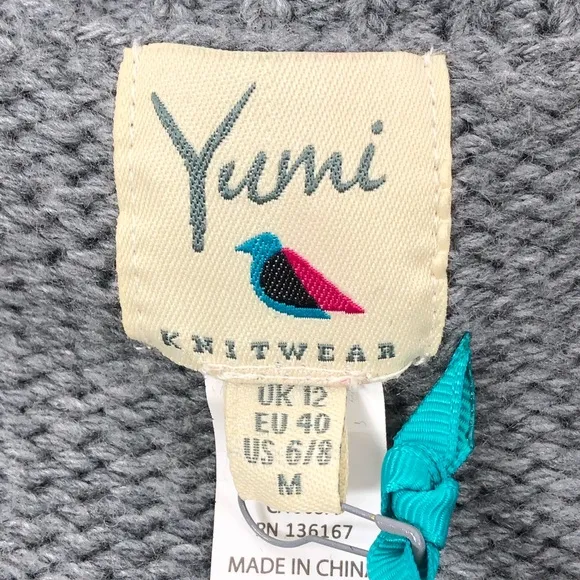 Yumi
KNITWEAR
UK 12
EU 40
US 6/8
M
RN 136167
MADE IN CHINA